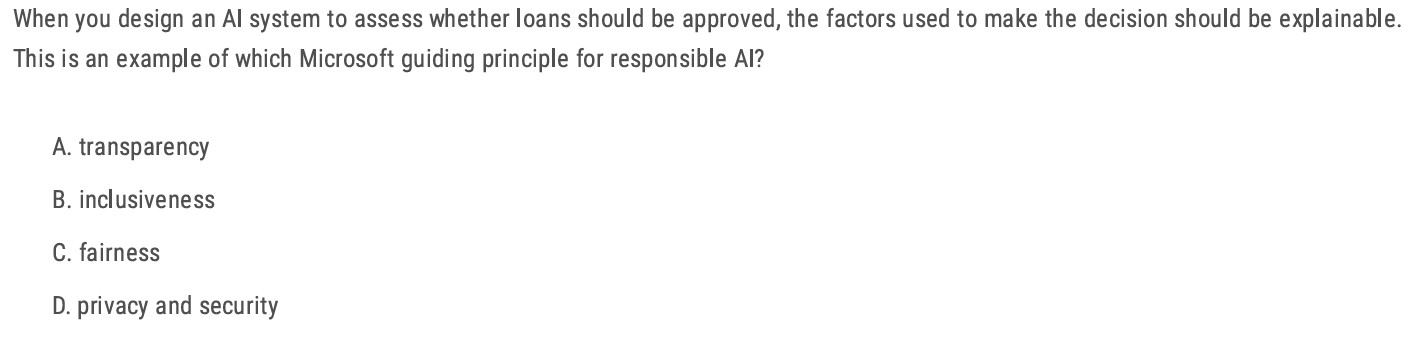 When you design an AI system to assess whether loans should be approved, the factors used to make the decision should be explainable.
This is an example of which Microsoft guiding principle for responsible AI?
A. transparency
B. inclusiveness
C. fairness
D. privacy and security